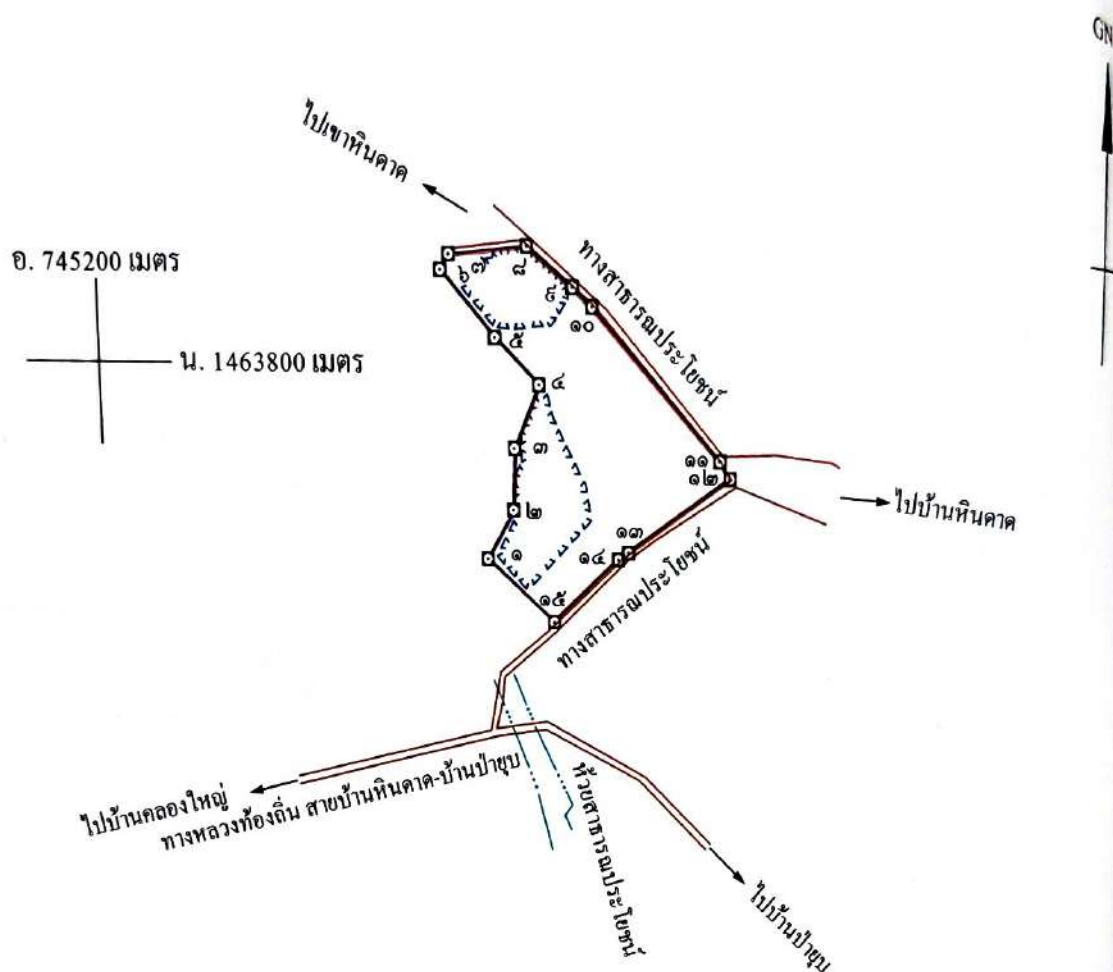 GN
ไปเขาหินดาด
อ. 745200 เมตร
น. 1463800 เมตร
ทางสาธารณประโยชน์
๖
๗
๘
๙
๑๐
๕
๔
๓
๑๑
๑๒
ไปบ้านหินดาด
๒
๑๓
๑๔
๑
๑๕
ทางสาธารณประโยชน์
ไปบ้านคลองใหญ่
ทางหลวงท้องถิ่น สายบ้านหินดาด-บ้านป่ายุบ
ห้วยสาธารณประโยชน์
ไปบ้านป่ายุบ